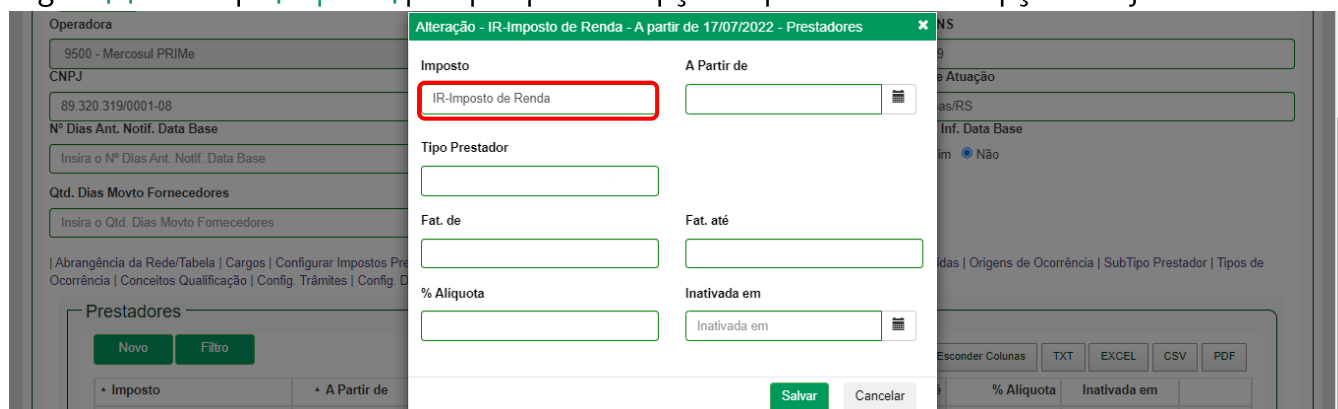 Operadora
Alteração - IR-Imposto de Renda - A partir de 17/07/2022 - Prestadores ×
NS
9500 - Mercosul PRIMe
9
Imposto
A Partir de
CNPJ
e Atuação
IR-Imposto de Renda
89.320.319/0001-08
as/RS
Nº Dias Ant. Notif. Data Base
Inf. Data Base
Tipo Prestador
Insira o Nº Dias Ant. Notif. Data Base
im Não
Qtd. Dias Movto Fornecedores
Fat. de
Fat. até
Insira o Qtd. Dias Movto Fornecedores
| Abrangência da Rede/Tabela | Cargos | Configurar Impostos Pre
idas | Origens de Ocorrência | SubTipo Prestador | Tipos de
Ocorrência | Conceitos Qualificação | Config. Trâmites | Config. D
% Alíquota
Inativada em
Prestadores
Inativada em
Novo
Filtro
Esconder Colunas
TXT
EXCEL
CSV
PDF
Imposto
A Partir de
Salvar
Cancelar
% Alíquota
Inativada em